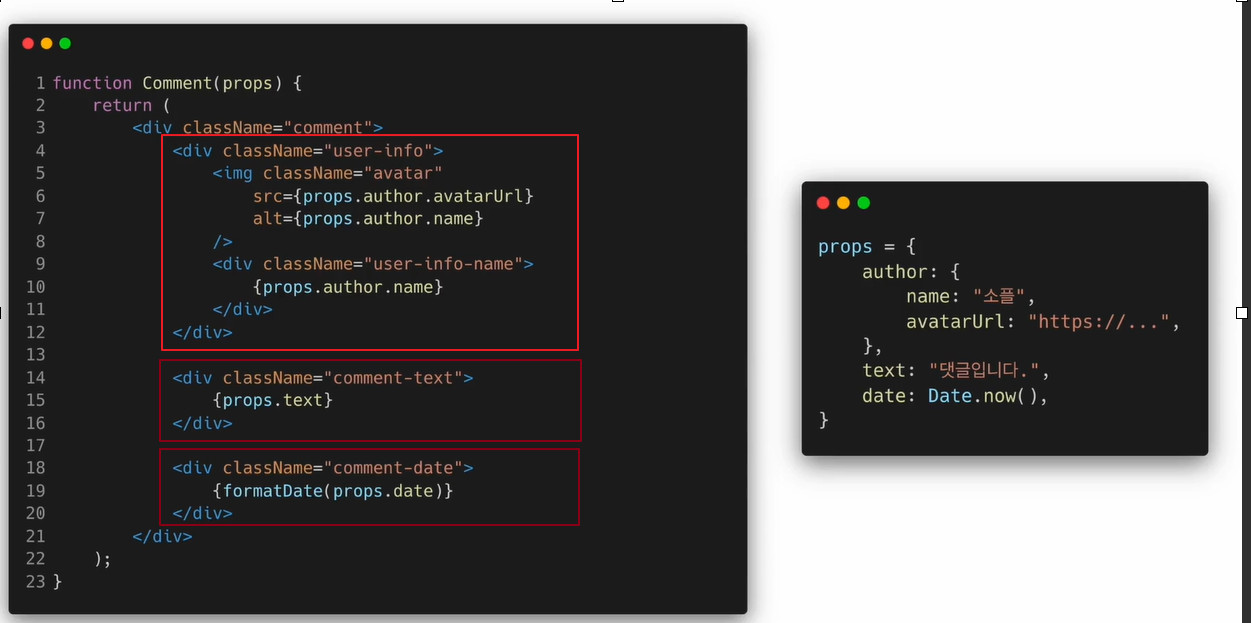 1 function Comment(props) {
2 return (
3 <div className="comment">
4 <div className="user-info">
5 <img className="avatar"
6 src={props.author.avatarUrl}
7 alt={props.author.name}
8 />
9 <div className="user-info-name">
10 {props.author.name}
11 </div>
12 </div>
13
14 <div className="comment-text">
15 {props.text}
16 </div>
17
18 <div className="comment-date">
19 {formatDate(props.date)}
20 </div>
21 </div>
22 );
23 }
props = {
author: {
name: "소플",
avatarUrl: "https://...",
},
text: "댓글입니다.",
date: Date.now(),
}